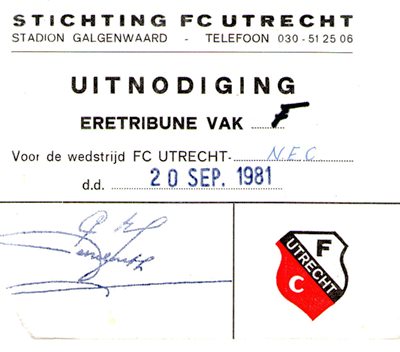 STICHTING FC UTRECHT
STADION GALGENWAARD - TELEFOON 030 - 51 25 06
UITNODIGING
ERETRIBUNE VAK F
Voor de wedstrijd FC UTRECHT- N.E.C
d.d. 20 SEP. 1981
F
UTRECHT
C